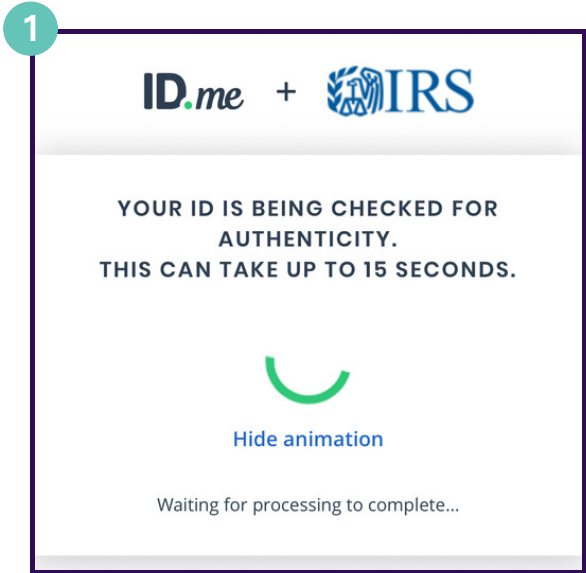 1
ID.me + IRS
YOUR ID IS BEING CHECKED FOR
AUTHENTICITY.
THIS CAN TAKE UP TO 15 SECONDS.
Hide animation
Waiting for processing to complete...